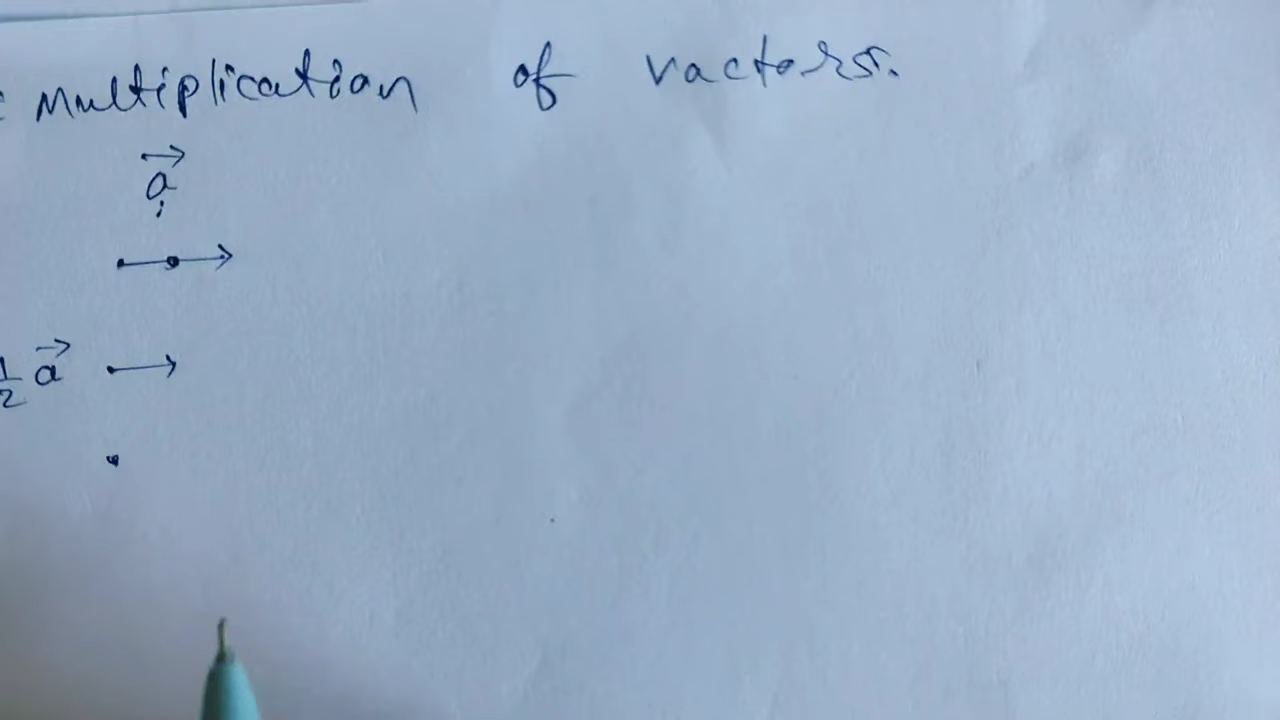 : Multiplication of vactors.
a
1/2 a